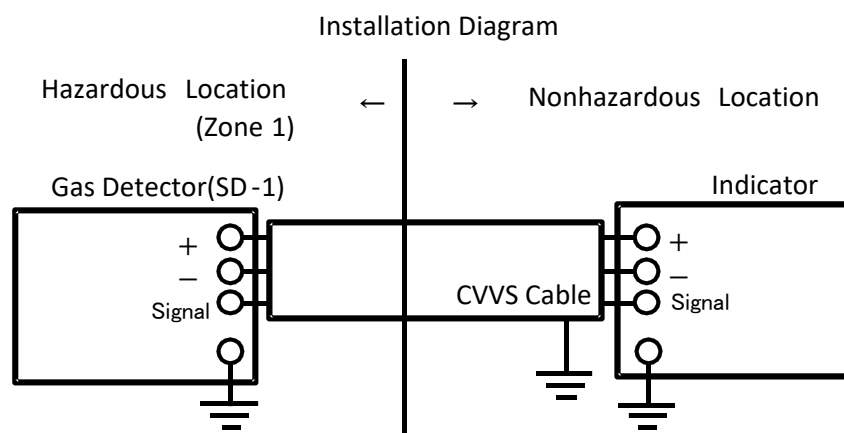 Installation Diagram
Hazardous Location
(Zone 1)
← →
Nonhazardous Location
Gas Detector(SD-1)
Indicator
+
−
Signal
CVVS Cable
+
−
Signal